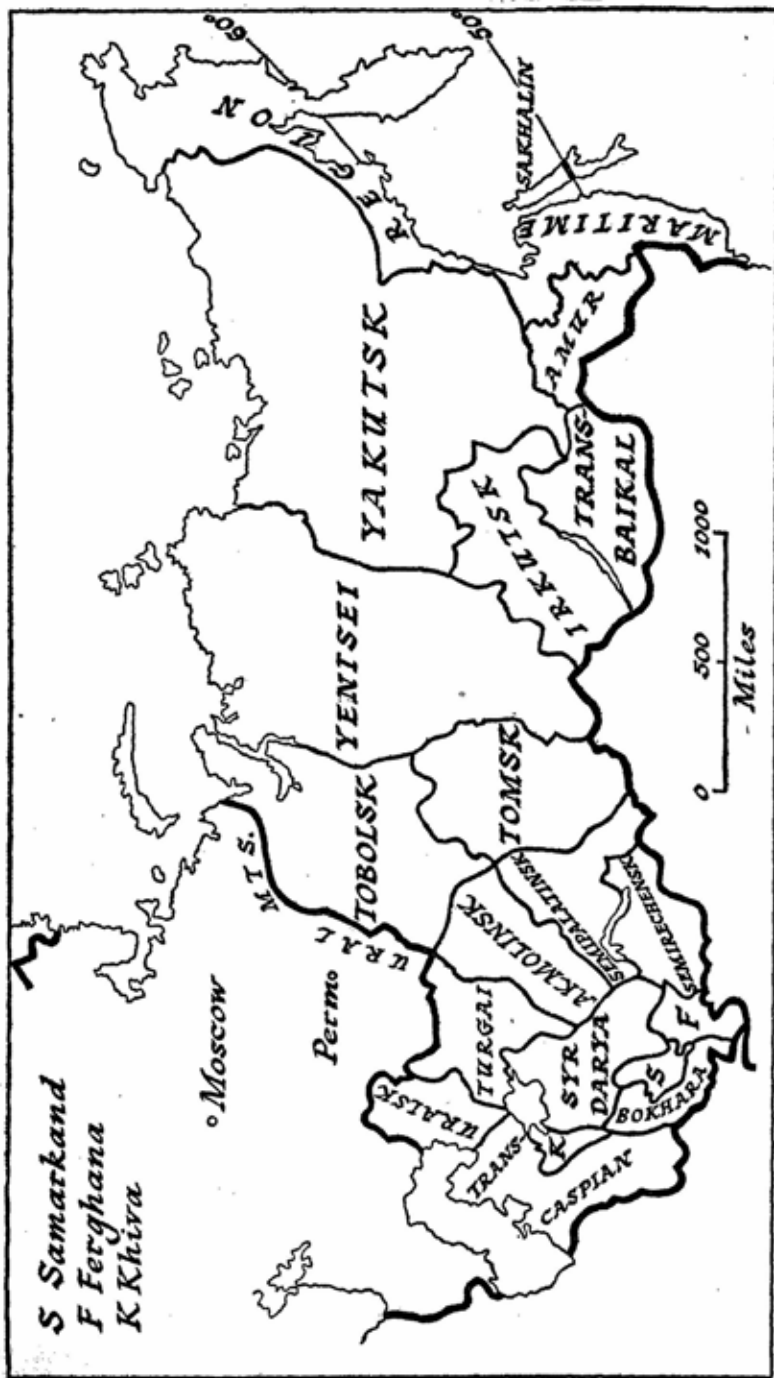 S Samarkand
F Ferghana
K Khiva
Moscow
Perm
URAL MTS.
60°
50°
SAKHALIN
MARITIME REGION
YAKUTSK
AMUR
TRANS-
BAIKAL
IRKUTSK
YENISEI
TOBOLSK
TOMSK
AKMOLINSK
SEMIPALATINSK
SEMIRECHENSK
TURGAI
URALSK
SYR
DARYA
TRANS-
CASPIAN
K
S
F
BOKHARA
0 500 1000
Miles